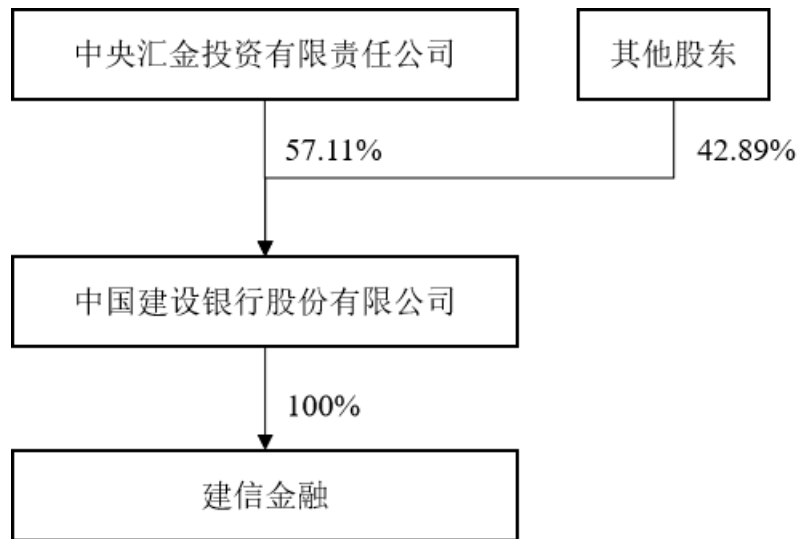 中央汇金投资有限责任公司
其他股东
57.11%
42.89%
中国建设银行股份有限公司
100%
建信金融